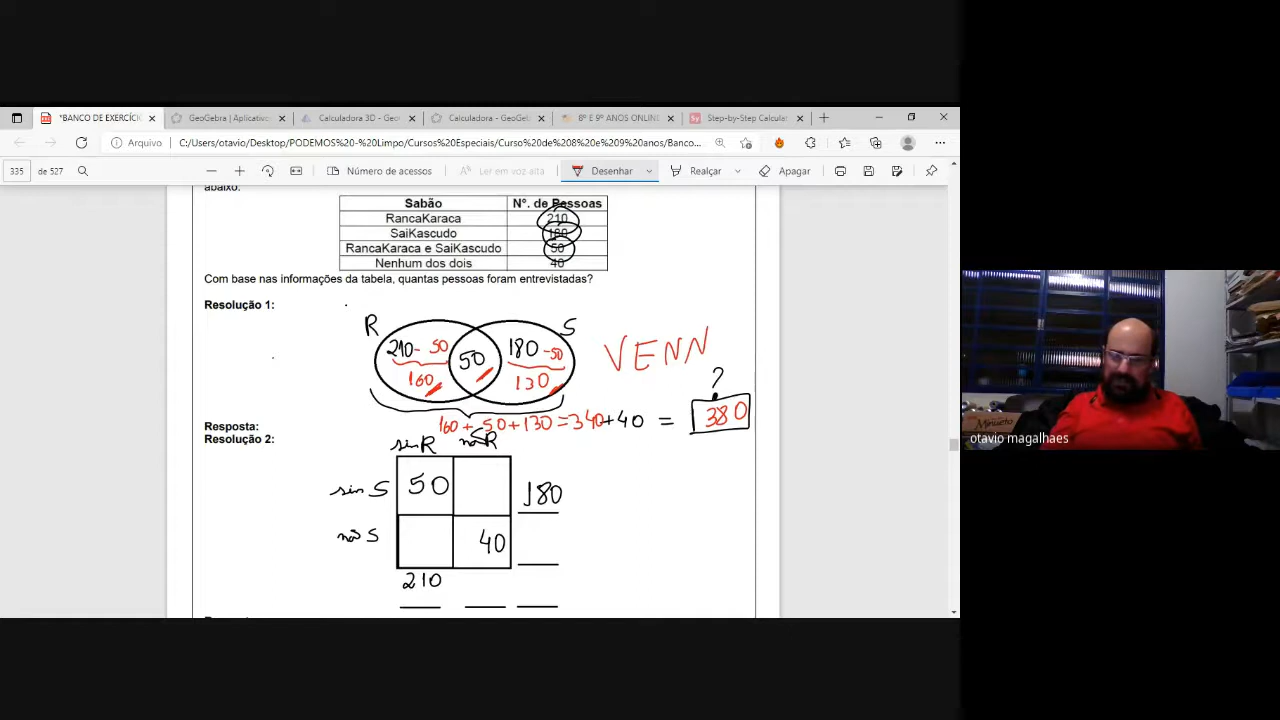 *BANCO DE EXERCÍCI
GeoGebra | Aplicativo
Calculadora 3D - Geo
Calculadora - GeoGel
8º E 9º ANOS ONLINE
Step-by-Step Calculat
Arquivo
C:/Users/otavio/Desktop/PODEMOS%20-%20Limpo/Cursos%20Especiais/Curso%20de%208%20e%209%20anos/Banco...
335 de 527
Número de acessos
Ler em voz alta
Desenhar
Realçar
Apagar
abaixo.
Sabão Nº. de Pessoas
RancaKaraca 210
SaiKascudo 180
RancaKaraca e SaiKascudo 50
Nenhum dos dois 40
Com base nas informações da tabela, quantas pessoas foram entrevistadas?
Resolução 1:
R S
210 - 50 50 180 - 50
160 130
VENN
?
160 + 50 + 130 = 340 + 40 = 380
Resposta:
Resolução 2:
sim R não R
sim S 50 180
não S 40
210
Minueto
otavio magalhaes